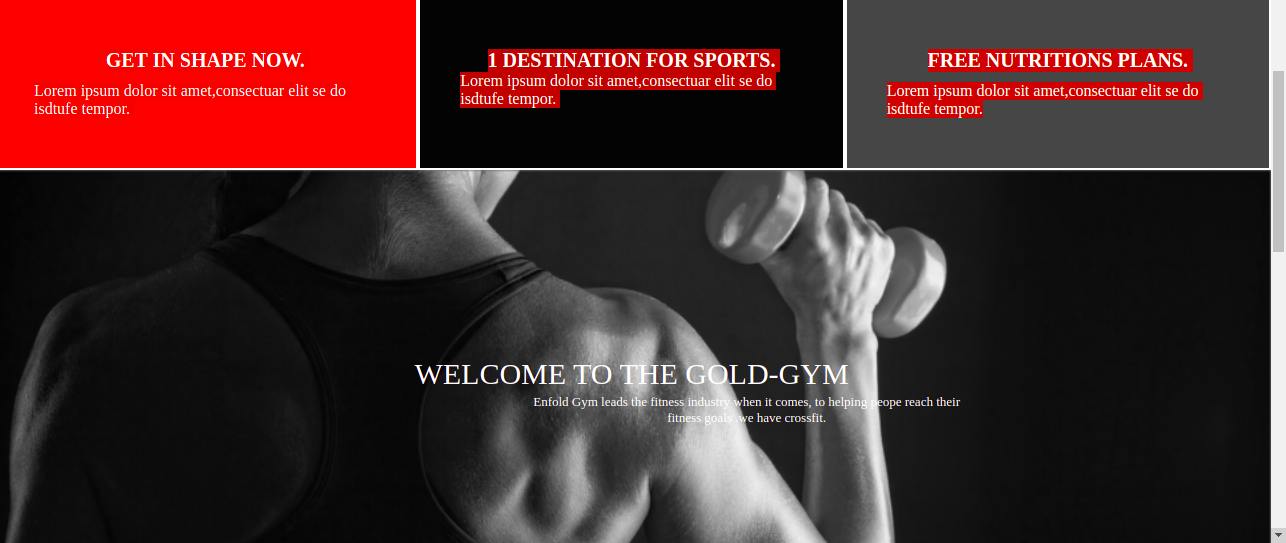 GET IN SHAPE NOW.
Lorem ipsum dolor sit amet,consectuar elit se do
isdtufe tempor.
1 DESTINATION FOR SPORTS.
Lorem ipsum dolor sit amet,consectuar elit se do
isdtufe tempor.
FREE NUTRITIONS PLANS.
Lorem ipsum dolor sit amet,consectuar elit se do
isdtufe tempor.
WELCOME TO THE GOLD-GYM
Enfold Gym leads the fitness industry when it comes, to helping peope reach their
fitness goals .we have crossfit.